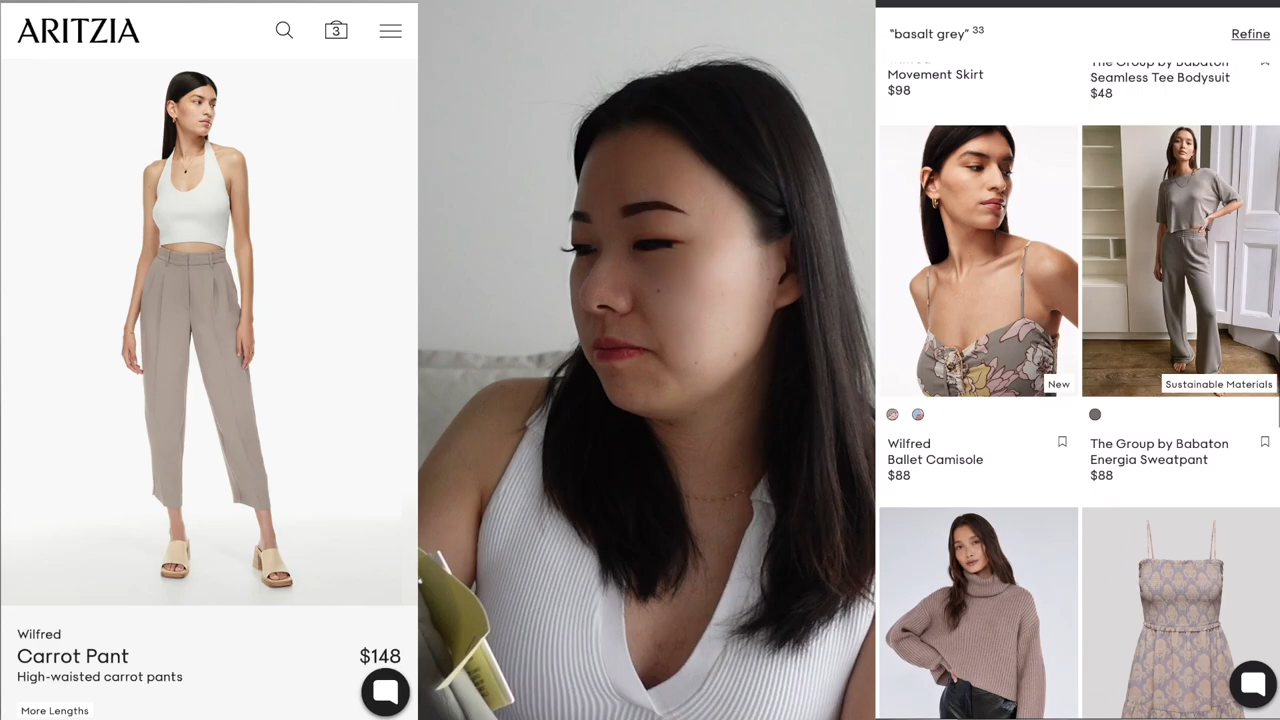 ARITZIA
3
Wilfred
Carrot Pant
$148
High-waisted carrot pants
More Lengths
"basalt grey" 33
Refine
Movement Skirt
$98
The Group by Babaton
Seamless Tee Bodysuit
$48
New
Sustainable Materials
Wilfred
Ballet Camisole
$88
The Group by Babaton
Energia Sweatpant
$88